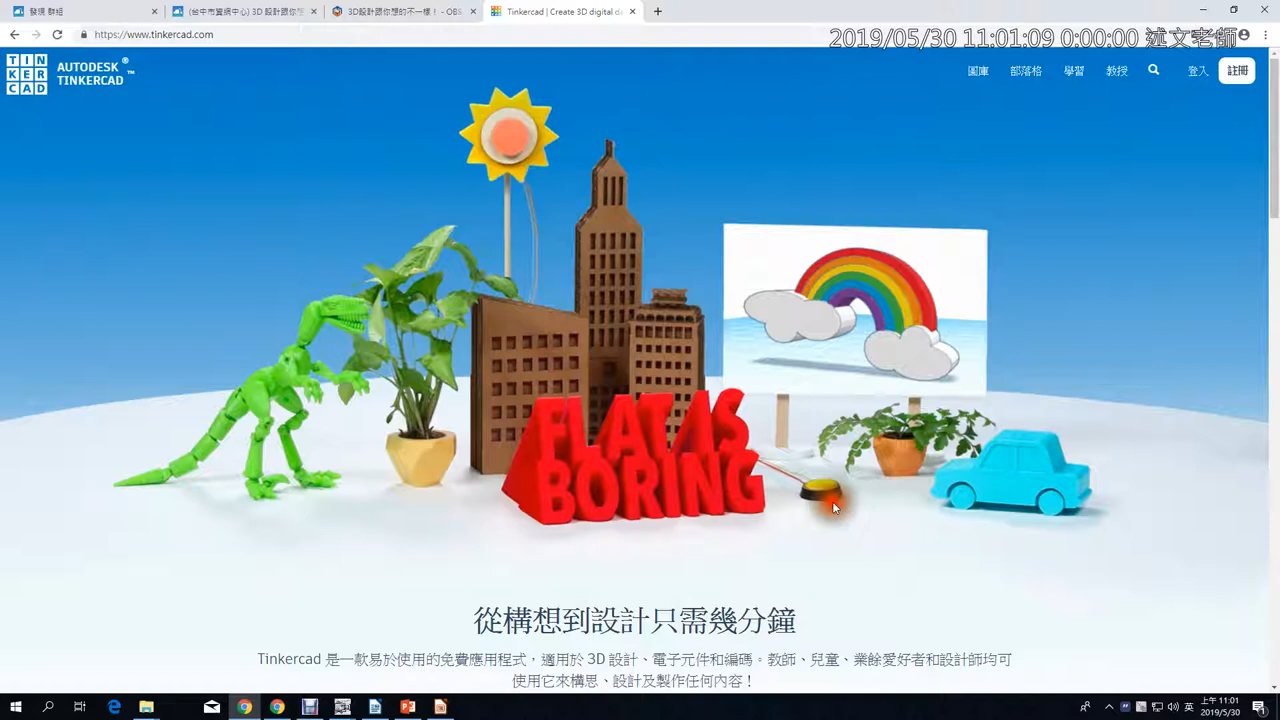 發現 群組
(台中市資網中心) 3D 設計跟你想
3D設計跟你想的不一樣！ - OBS
Tinkercad | Create 3D digital de
https://www.tinkercad.com
2019/05/30 11:01:09 0:00:00 述文老師
TIN
KER
CAD
AUTODESK®
TINKERCAD™
圖庫 部落格 學習 教授 登入 註冊
FLAT IS
BORING
從構想到設計只需幾分鐘
Tinkercad 是一款易於使用的免費應用程式，適用於 3D 設計、電子元件和編碼。教師、兒童、業餘愛好者和設計師均可
使用它來構思、設計及製作任何內容！
英
上午 11:01
2019/5/30
1